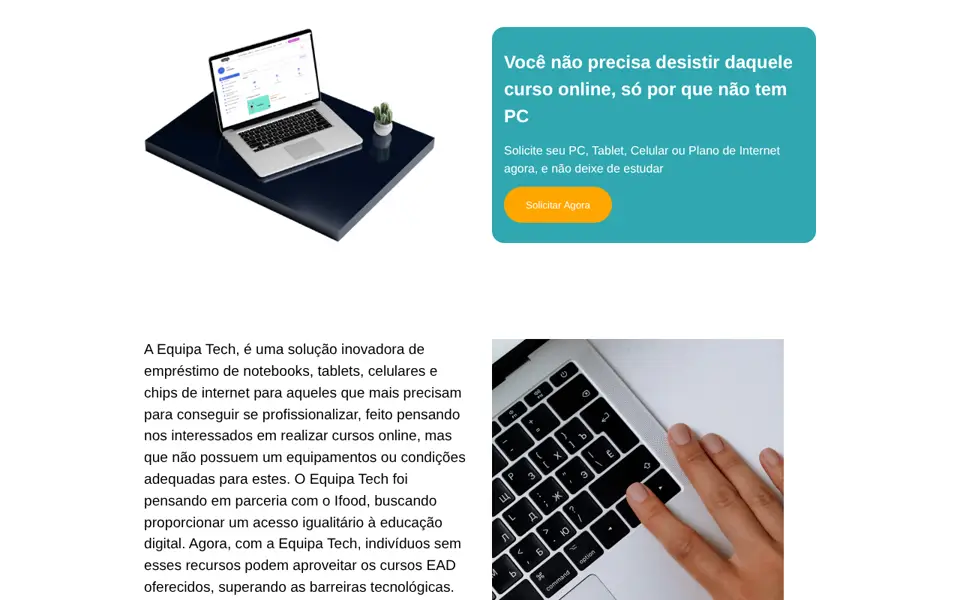 Você não precisa desistir daquele
curso online, só por que não tem
PC
Solicite seu PC, Tablet, Celular ou Plano de Internet
agora, e não deixe de estudar
Solicitar Agora
A Equipa Tech, é uma solução inovadora de
empréstimo de notebooks, tablets, celulares e
chips de internet para aqueles que mais precisam
para conseguir se profissionalizar, feito pensando
nos interessados em realizar cursos online, mas
que não possuem um equipamentos ou condições
adequadas para estes. O Equipa Tech foi
pensando em parceria com o Ifood, buscando
proporcionar um acesso igualitário à educação
digital. Agora, com a Equipa Tech, indivíduos sem
esses recursos podem aproveitar os cursos EAD
oferecidos, superando as barreiras tecnológicas.
command
option